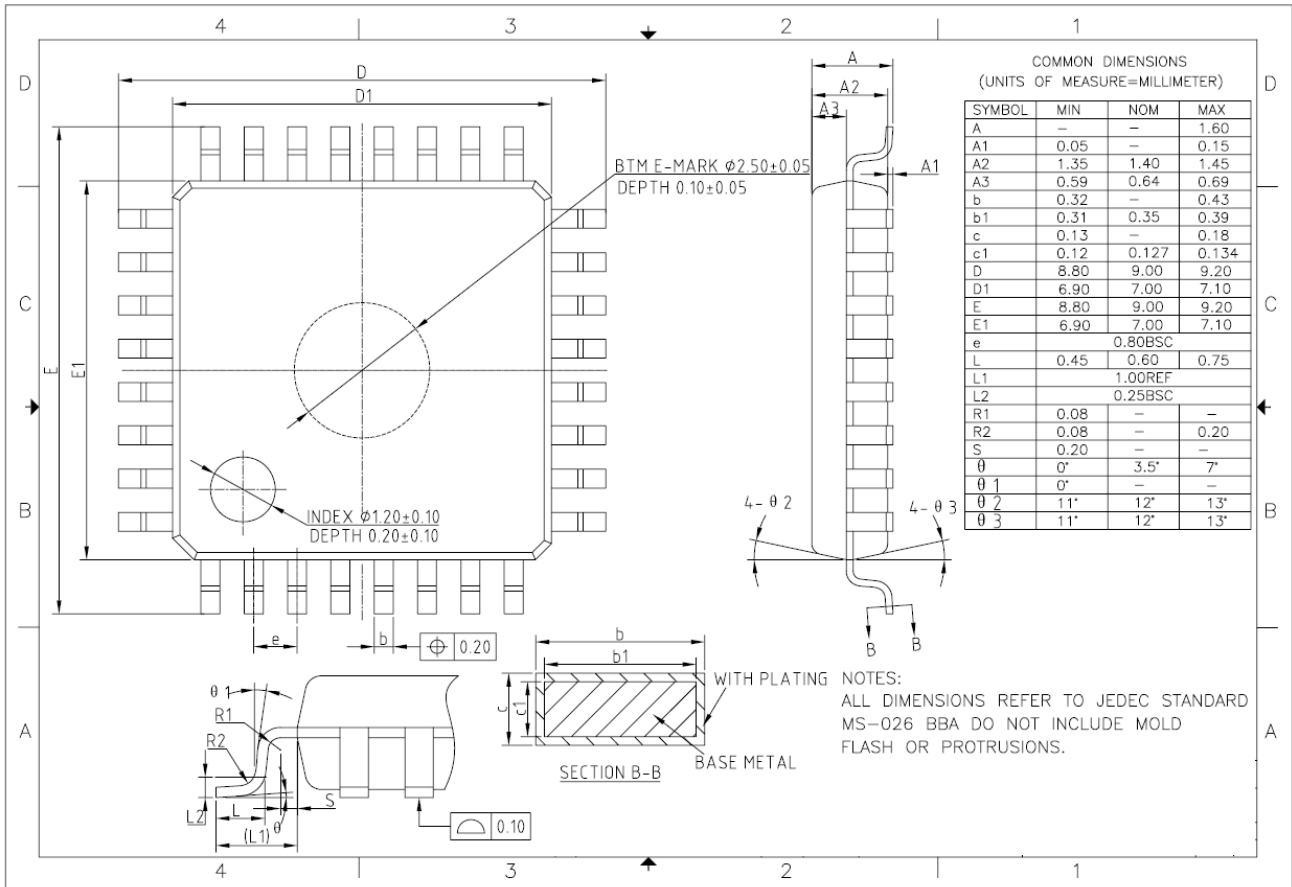 4 3 2 1
D D
C C
B B
A A
4 3 2 1
D
D1
E
E1
BTM E-MARK Ø2.50±0.05
DEPTH 0.10±0.05
INDEX Ø1.20±0.10
DEPTH 0.20±0.10
e
b
⌖ 0.20
A
A2
A3
A1
4-θ2
4-θ3
B B
COMMON DIMENSIONS
(UNITS OF MEASURE=MILLIMETER)
SYMBOL MIN NOM MAX
A – – 1.60
A1 0.05 – 0.15
A2 1.35 1.40 1.45
A3 0.59 0.64 0.69
b 0.32 – 0.43
b1 0.31 0.35 0.39
c 0.13 – 0.18
c1 0.12 0.127 0.134
D 8.80 9.00 9.20
D1 6.90 7.00 7.10
E 8.80 9.00 9.20
E1 6.90 7.00 7.10
e 0.80BSC
L 0.45 0.60 0.75
L1 1.00REF
L2 0.25BSC
R1 0.08 – –
R2 0.08 – 0.20
S 0.20 – –
θ 0° 3.5° 7°
θ1 0° – –
θ2 11° 12° 13°
θ3 11° 12° 13°
θ1
R1
R2
L2
L
(L1)
θ
S
⌓ 0.10
b
b1
c
c1
WITH PLATING
BASE METAL
SECTION B-B
NOTES:
ALL DIMENSIONS REFER TO JEDEC STANDARD
MS-026 BBA DO NOT INCLUDE MOLD
FLASH OR PROTRUSIONS.